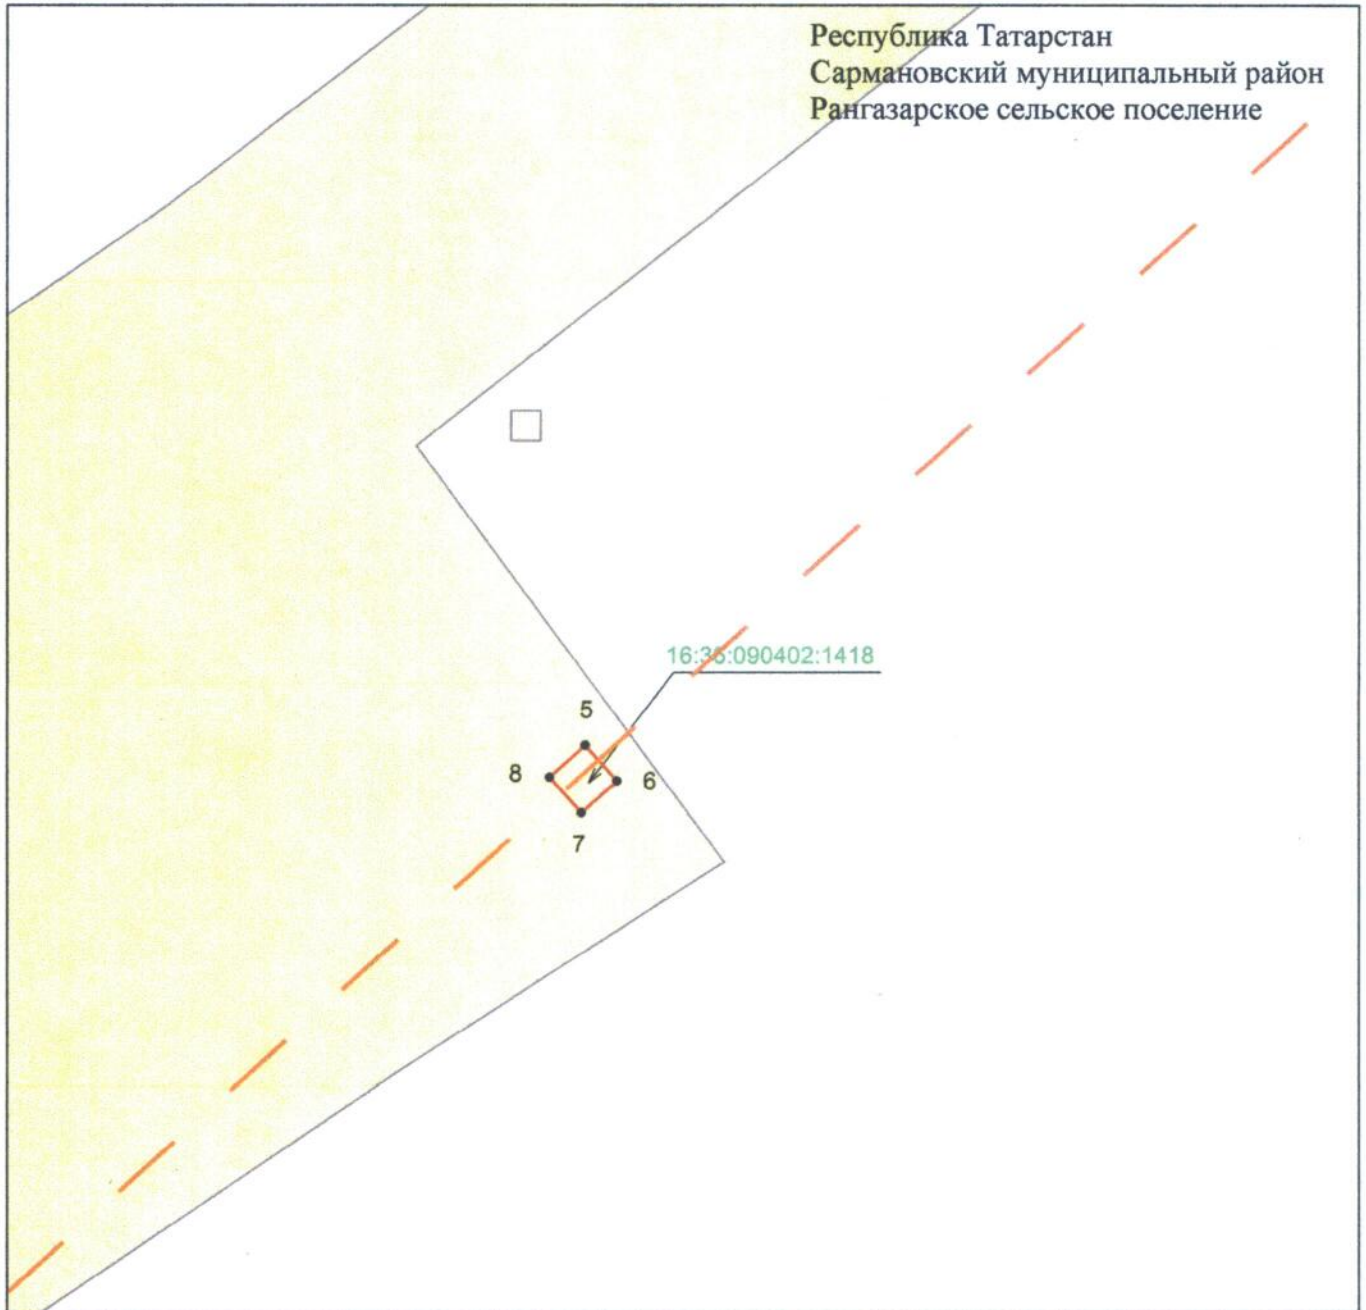 Республика Татарстан
Сармановский муниципальный район
Рангазарское сельское поселение
16:36:090402:1418
5
8
6
7